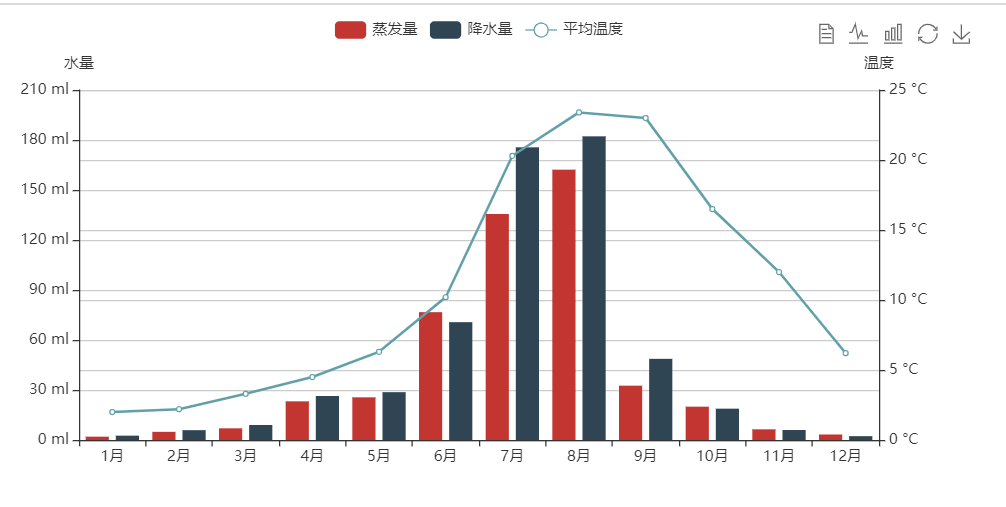 蒸发量 降水量 平均温度
水量 温度
210 ml 25 °C
180 ml 20 °C
150 ml 15 °C
120 ml 10 °C
90 ml 5 °C
60 ml 0 °C
30 ml
0 ml
1月 2月 3月 4月 5月 6月 7月 8月 9月 10月 11月 12月